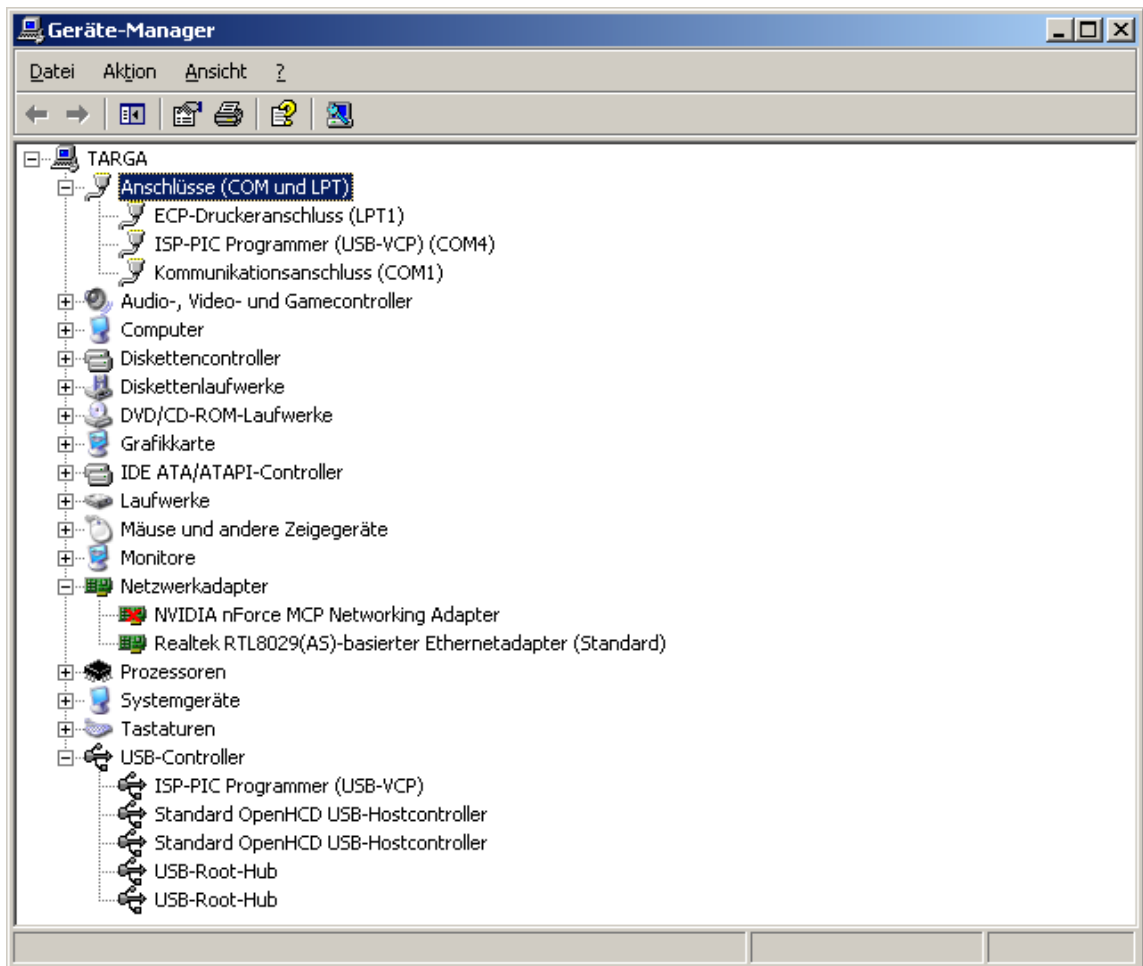 Geräte-Manager
Datei Aktion Ansicht ?
TARGA
Anschlüsse (COM und LPT)
ECP-Druckeranschluss (LPT1)
ISP-PIC Programmer (USB-VCP) (COM4)
Kommunikationsanschluss (COM1)
Audio-, Video- und Gamecontroller
Computer
Diskettencontroller
Diskettenlaufwerke
DVD/CD-ROM-Laufwerke
Grafikkarte
IDE ATA/ATAPI-Controller
Laufwerke
Mäuse und andere Zeigegeräte
Monitore
Netzwerkadapter
NVIDIA nForce MCP Networking Adapter
Realtek RTL8029(AS)-basierter Ethernetadapter (Standard)
Prozessoren
Systemgeräte
Tastaturen
USB-Controller
ISP-PIC Programmer (USB-VCP)
Standard OpenHCD USB-Hostcontroller
Standard OpenHCD USB-Hostcontroller
USB-Root-Hub
USB-Root-Hub